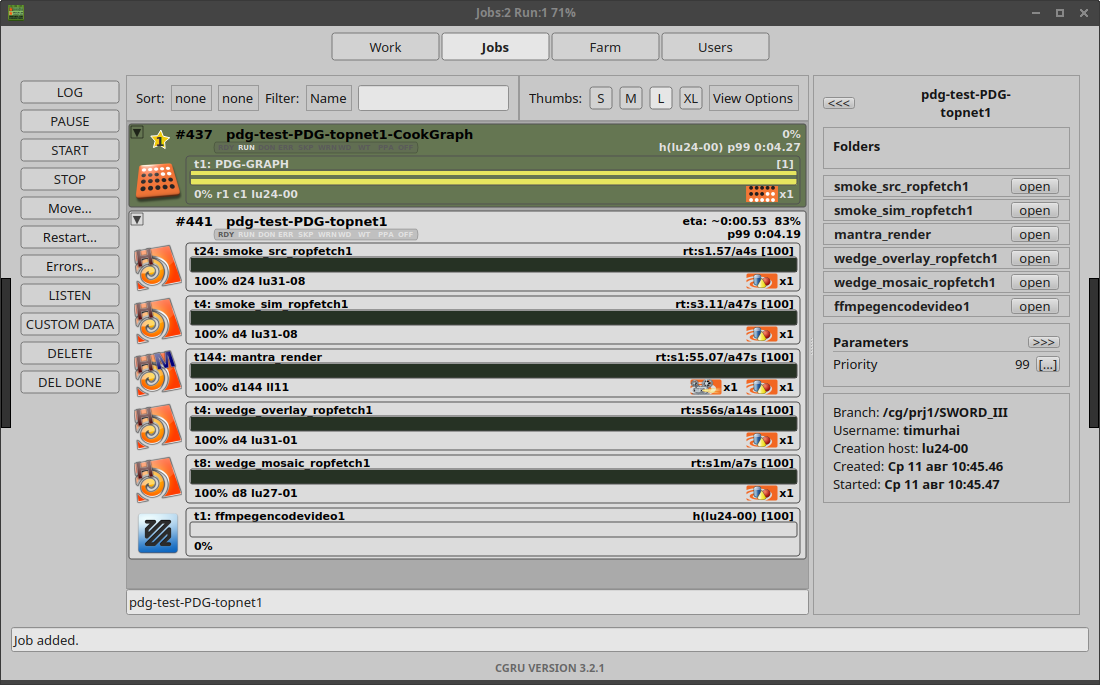 Jobs:2 Run:1 71%
Work
Jobs
Farm
Users
LOG
PAUSE
START
STOP
Move...
Restart...
Errors...
LISTEN
CUSTOM DATA
DELETE
DEL DONE
Sort: none none Filter: Name
Thumbs: S M L XL View Options
1 #437 pdg-test-PDG-topnet1-CookGraph 0%
RDY RUN DON ERR SKP WRN WD WT PPA OFF h(lu24-00) p99 0:04.27
t1: PDG-GRAPH [1]
0% r1 c1 lu24-00 x1
#441 pdg-test-PDG-topnet1 eta: ~0:00.53 83%
RDY RUN DON ERR SKP WRN WD WT PPA OFF p99 0:04.19
t24: smoke_src_ropfetch1 rt:s1.57/a4s [100]
100% d24 lu31-08 x1
t4: smoke_sim_ropfetch1 rt:s3.11/a47s [100]
100% d4 lu31-08 x1
M
t144: mantra_render rt:s1:55.07/a47s [100]
100% d144 ll11 x1 x1
t4: wedge_overlay_ropfetch1 rt:s56s/a14s [100]
100% d4 lu31-01 x1
t8: wedge_mosaic_ropfetch1 rt:s1m/a7s [100]
100% d8 lu27-01 x1
t1: ffmpegencodevideo1 h(lu24-00) [100]
0%
pdg-test-PDG-topnet1
<<< pdg-test-PDG-
topnet1
Folders
smoke_src_ropfetch1 open
smoke_sim_ropfetch1 open
mantra_render open
wedge_overlay_ropfetch1 open
wedge_mosaic_ropfetch1 open
ffmpegencodevideo1 open
Parameters >>>
Priority 99 [...]
Branch: /cg/prj1/SWORD_III
Username: timurhai
Creation host: lu24-00
Created: Ср 11 авг 10:45.46
Started: Ср 11 авг 10:45.47
Job added.
CGRU VERSION 3.2.1